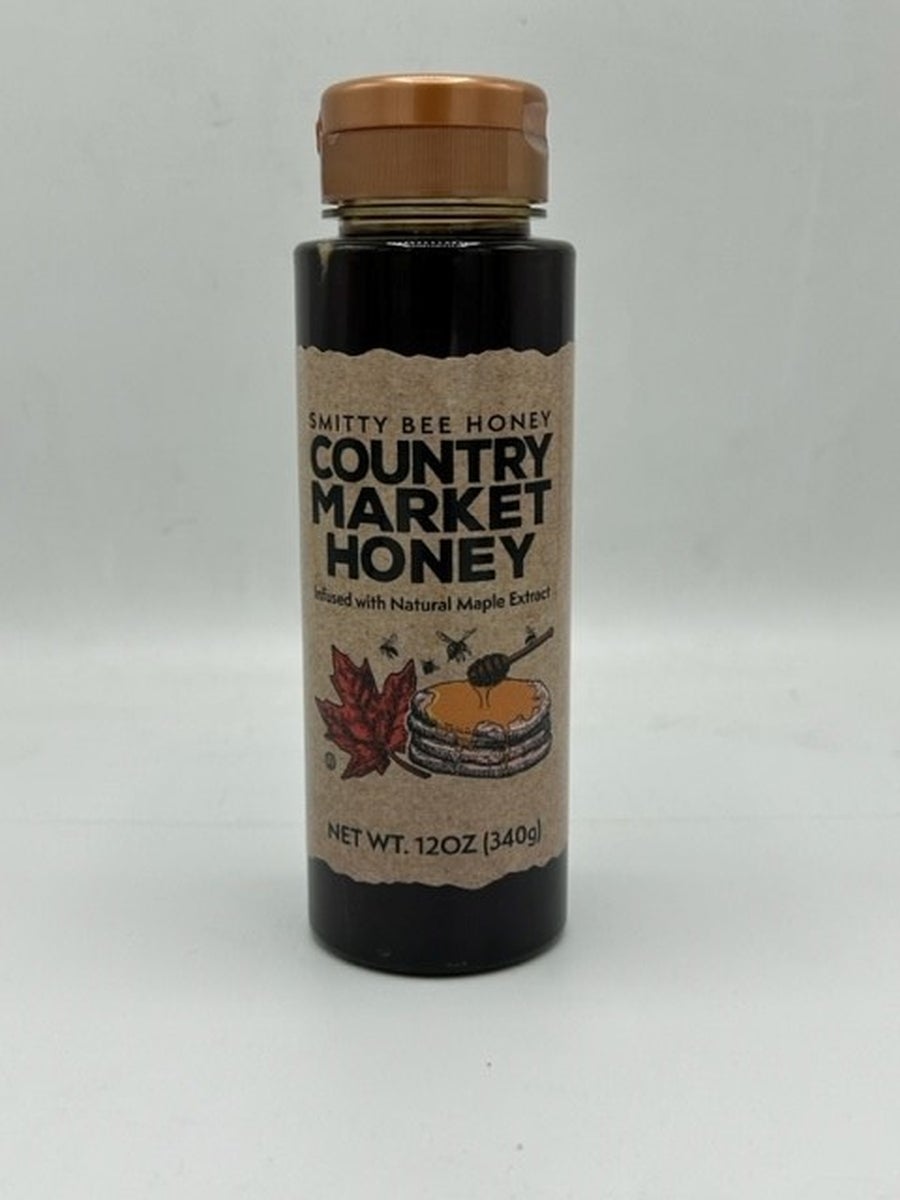 SMITTY BEE HONEY
COUNTRY
MARKET
HONEY
Infused with Natural Maple Extract
NET WT. 12OZ (340g)